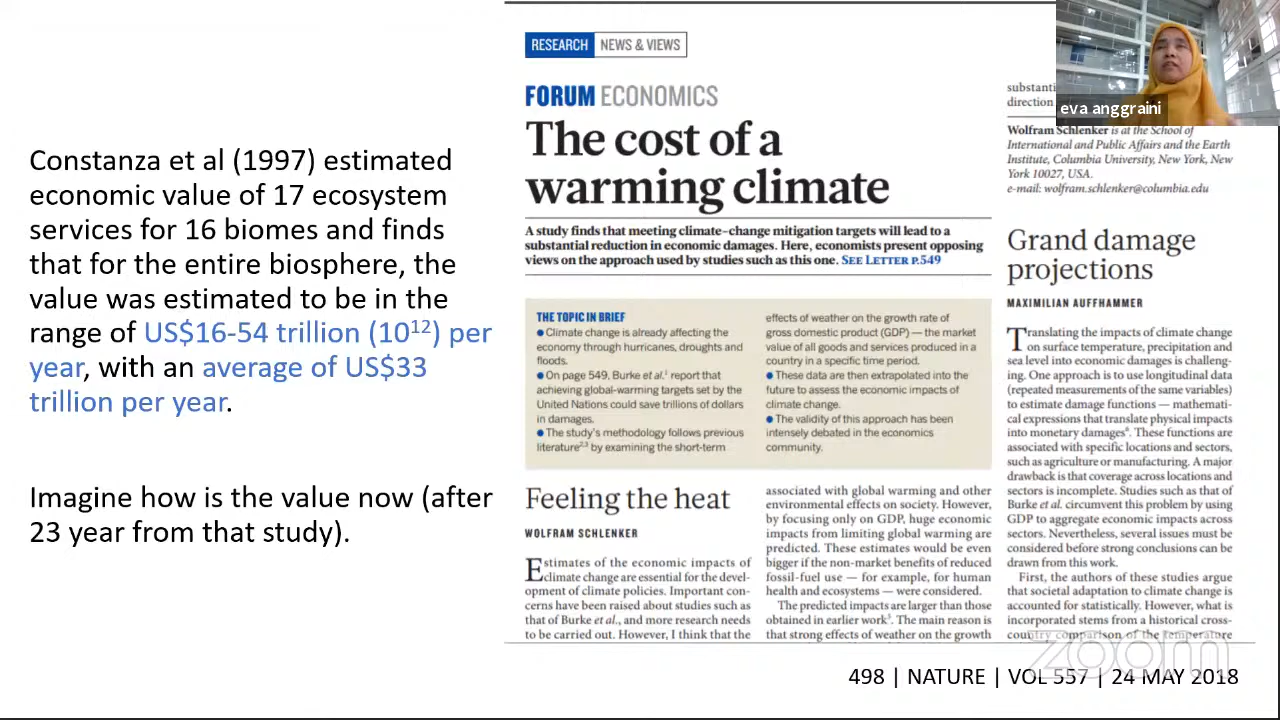 Constanza et al (1997) estimated
economic value of 17 ecosystem
services for 16 biomes and finds
that for the entire biosphere, the
value was estimated to be in the
range of US$16-54 trillion (10¹²) per
year, with an average of US$33
trillion per year.
Imagine how is the value now (after
23 year from that study).
RESEARCH NEWS & VIEWS
FORUM ECONOMICS
The cost of a
warming climate
A study finds that meeting climate-change mitigation targets will lead to a
substantial reduction in economic damages. Here, economists present opposing
views on the approach used by studies such as this one. SEE LETTER P.549
THE TOPIC IN BRIEF
● Climate change is already affecting the
economy through hurricanes, droughts and
floods.
● On page 549, Burke et al.¹ report that
achieving global-warming targets set by the
United Nations could save trillions of dollars
in damages.
● The study's methodology follows previous
literature²,³ by examining the short-term
effects of weather on the growth rate of
gross domestic product (GDP) — the market
value of all goods and services produced in a
country in a specific time period.
● These data are then extrapolated into the
future to assess the economic impacts of
climate change.
● The validity of this approach has been
intensely debated in the economics
community.
Feeling the heat
WOLFRAM SCHLENKER
Estimates of the economic impacts of
climate change are essential for the devel-
opment of climate policies. Important con-
cerns have been raised about studies such as
that of Burke et al., and more research needs
to be carried out. However, I think that the
associated with global warming and other
environmental effects on society. However,
by focusing only on GDP, huge economic
impacts from limiting global warming are
predicted. These estimates would be even
bigger if the non-market benefits of reduced
fossil-fuel use — for example, for human
health and ecosystems — were considered.
The predicted impacts are larger than those
obtained in earlier work⁵. The main reason is
that strong effects of weather on the growth
substanti
direction
eva anggraini
Wolfram Schlenker is at the School of
International and Public Affairs and the Earth
Institute, Columbia University, New York, New
York 10027, USA.
e-mail: wolfram.schlenker@columbia.edu
Grand damage
projections
MAXIMILIAN AUFFHAMMER
Translating the impacts of climate change
on surface temperature, precipitation and
sea level into economic damages is challeng-
ing. One approach is to use longitudinal data
(repeated measurements of the same variables)
to estimate damage functions — mathemati-
cal expressions that translate physical impacts
into monetary damages⁶. These functions are
associated with specific locations and sectors,
such as agriculture or manufacturing. A major
drawback is that coverage across locations and
sectors is incomplete. Studies such as that of
Burke et al. circumvent this problem by using
GDP to aggregate economic impacts across
sectors. Nevertheless, several issues must be
considered before strong conclusions can be
drawn from this work.
First, the authors of these studies argue
that societal adaptation to climate change is
accounted for statistically. However, what is
incorporated stems from a historical cross-
country comparison of the temperature
zoom
498 | NATURE | VOL 557 | 24 MAY 2018